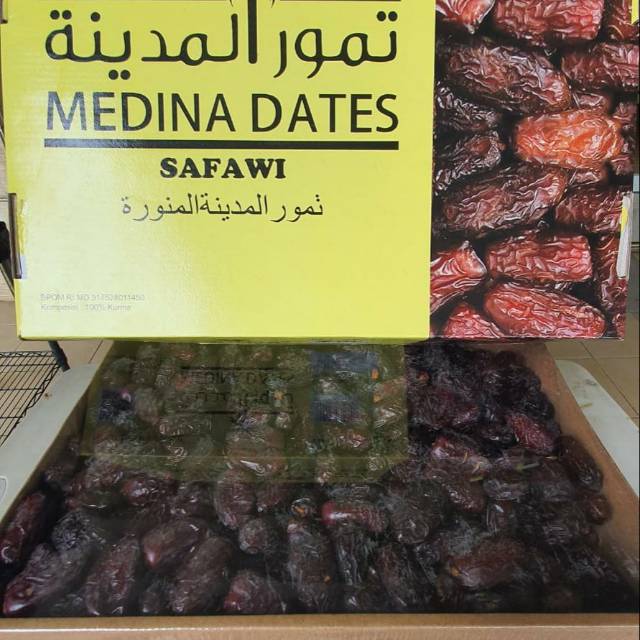 تمور المدينة
MEDINA DATES
SAFAWI
تمور المدينة المنورة
Komposisi : 100% Kurma